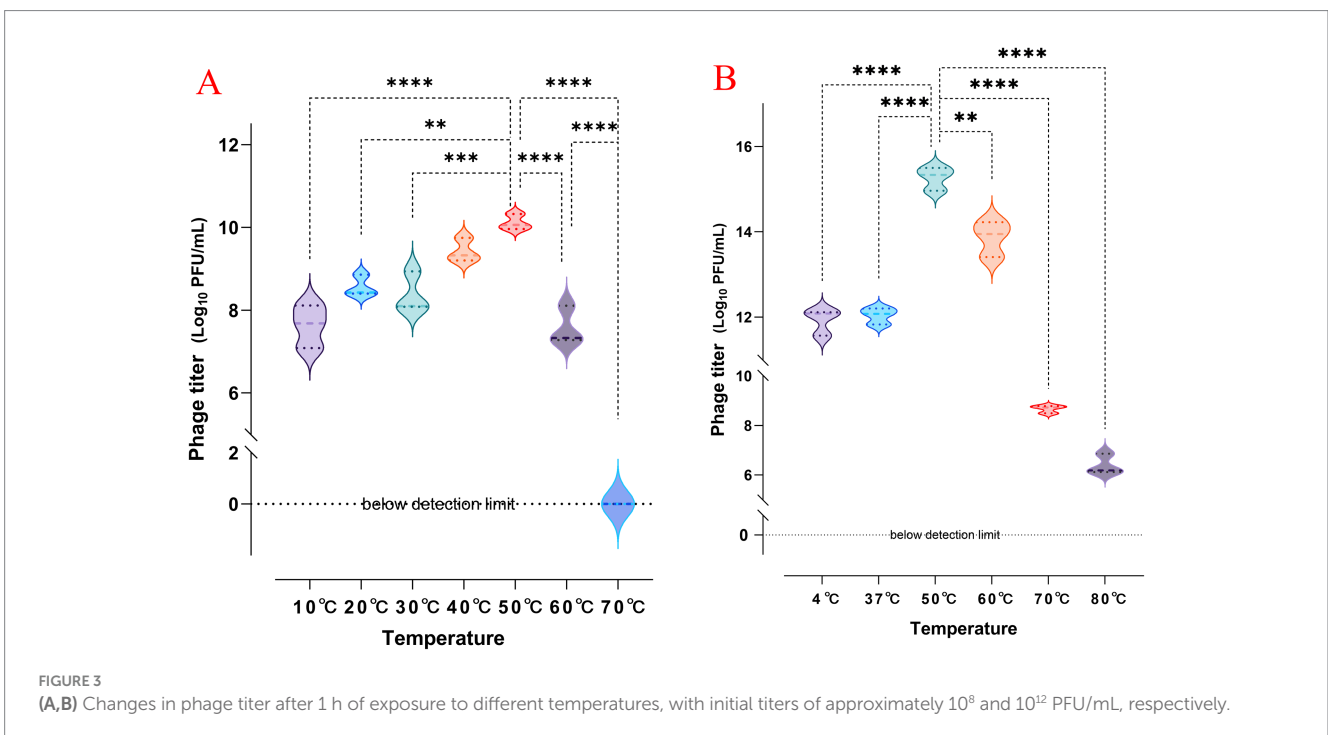 A
B
**** ****
** ****
*** ****
Phage titer (Log10 PFU/mL)
12
10
8
6
2
0
below detection limit
10℃ 20℃ 30℃ 40℃ 50℃ 60℃ 70℃
Temperature
****
**** ****
**** **
Phage titer (Log10 PFU/mL)
16
14
12
10
8
6
0
below detection limit
4℃ 37℃ 50℃ 60℃ 70℃ 80℃
Temperature
FIGURE 3
(A,B) Changes in phage titer after 1 h of exposure to different temperatures, with initial titers of approximately 10⁸ and 10¹² PFU/mL, respectively.